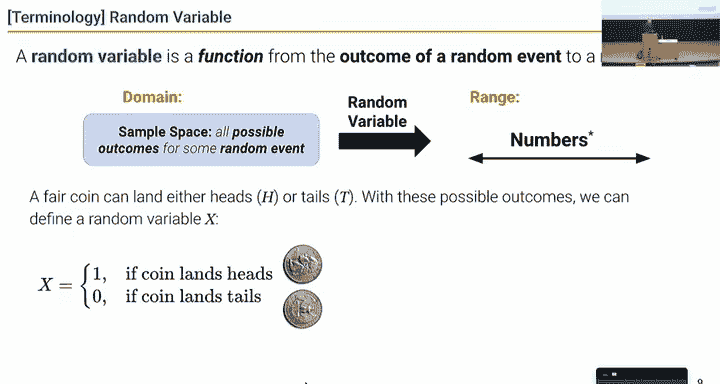 [Terminology] Random Variable
A random variable is a function from the outcome of a random event to a
Domain:
Random Variable
Range:
Sample Space: all possible
outcomes for some random event
Numbers*
A fair coin can land either heads (H) or tails (T). With these possible outcomes, we can
define a random variable X:
X = {1, if coin lands heads
0, if coin lands tails
9